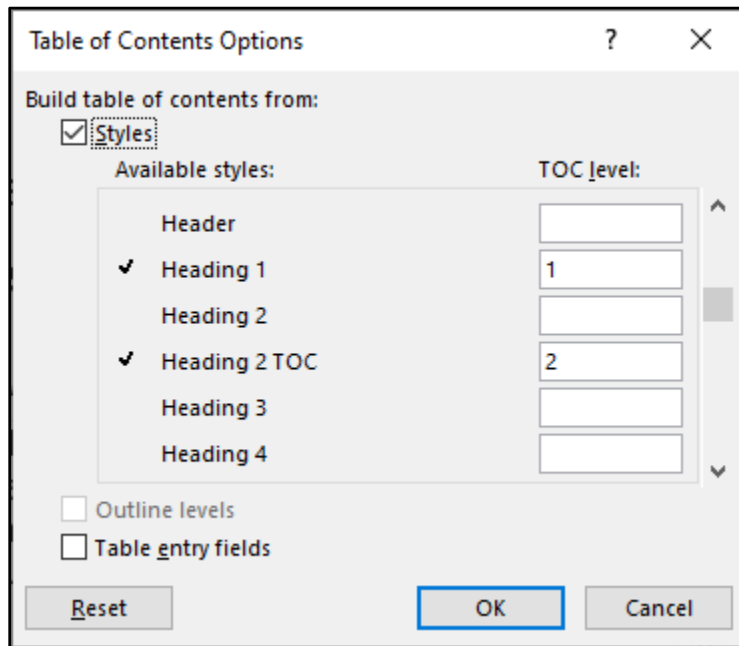 Table of Contents Options ? ×
Build table of contents from:
Styles
Available styles: TOC level:
Header
Heading 1 1
Heading 2
Heading 2 TOC 2
Heading 3
Heading 4
Outline levels
Table entry fields
Reset OK Cancel